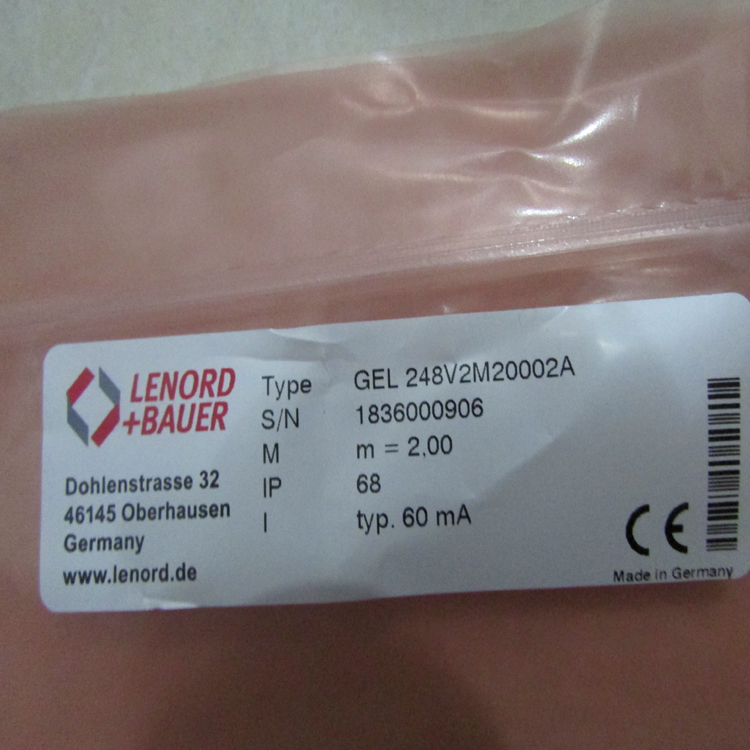 LENORD
+BAUER
Dohlenstrasse 32
46145 Oberhausen
Germany
www.lenord.de
Type GEL 248V2M20002A
S/N 1836000906
M m = 2,00
IP 68
I typ. 60 mA
CE
Made in Germany